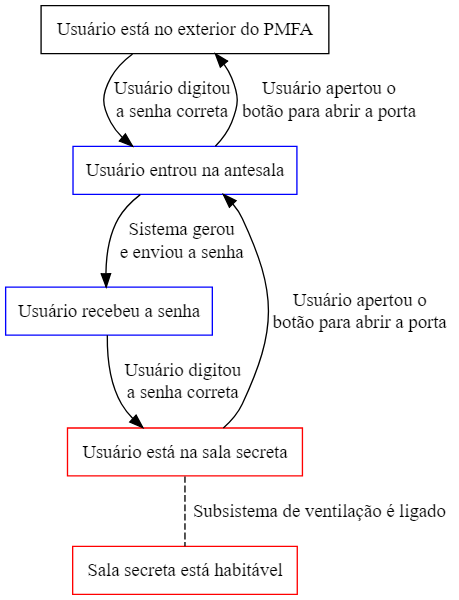 Usuário está no exterior do PMFA
Usuário digitou
a senha correta
Usuário apertou o
botão para abrir a porta
Usuário entrou na antesala
Sistema gerou
e enviou a senha
Usuário recebeu a senha
Usuário apertou o
botão para abrir a porta
Usuário digitou
a senha correta
Usuário está na sala secreta
Subsistema de ventilação é ligado
Sala secreta está habitável